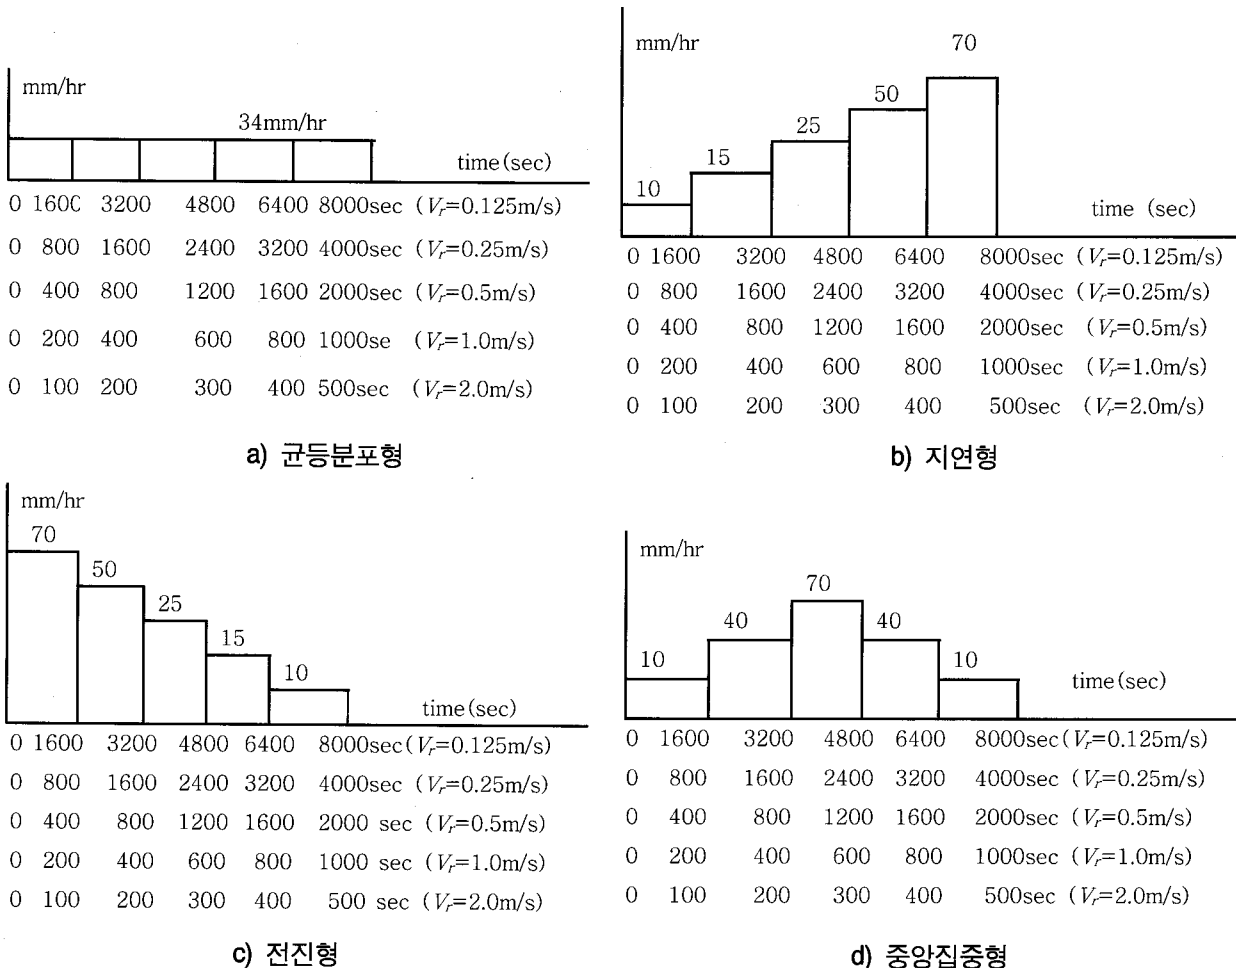 mm/hr
34mm/hr
time(sec)
0 1600 3200 4800 6400 8000sec (Vr=0.125m/s)
0 800 1600 2400 3200 4000sec (Vr=0.25m/s)
0 400 800 1200 1600 2000sec (Vr=0.5m/s)
0 200 400 600 800 1000se (Vr=1.0m/s)
0 100 200 300 400 500sec (Vr=2.0m/s)
a) 균등분포형
mm/hr
70
50
25
15
10
time (sec)
0 1600 3200 4800 6400 8000sec (Vr=0.125m/s)
0 800 1600 2400 3200 4000sec (Vr=0.25m/s)
0 400 800 1200 1600 2000sec (Vr=0.5m/s)
0 200 400 600 800 1000sec (Vr=1.0m/s)
0 100 200 300 400 500sec (Vr=2.0m/s)
b) 지연형
mm/hr
70
50
25
15
10
time(sec)
0 1600 3200 4800 6400 8000sec(Vr=0.125m/s)
0 800 1600 2400 3200 4000sec (Vr=0.25m/s)
0 400 800 1200 1600 2000 sec (Vr=0.5m/s)
0 200 400 600 800 1000 sec (Vr=1.0m/s)
0 100 200 300 400 500 sec (Vr=2.0m/s)
c) 전진형
mm/hr
70
40 40
10 10
time(sec)
0 1600 3200 4800 6400 8000sec(Vr=0.125m/s)
0 800 1600 2400 3200 4000sec (Vr=0.25m/s)
0 400 800 1200 1600 2000sec (Vr=0.5m/s)
0 200 400 600 800 1000sec (Vr=1.0m/s)
0 100 200 300 400 500sec (Vr=2.0m/s)
d) 중앙집중형